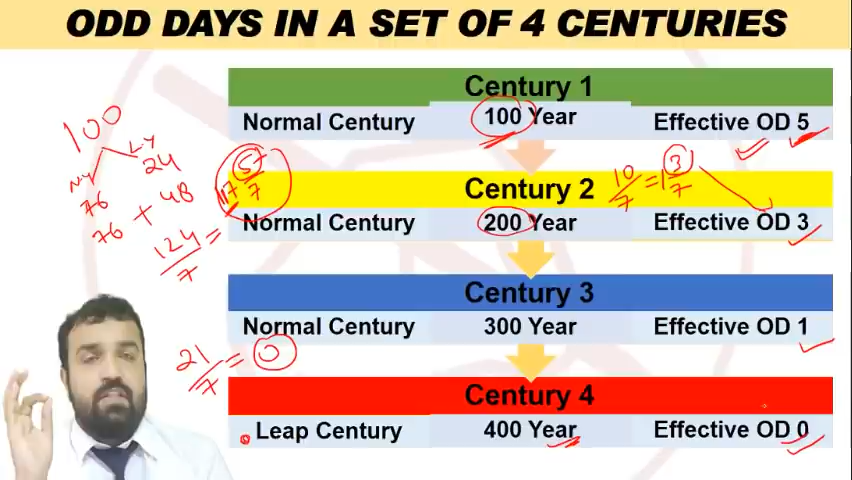 ODD DAYS IN A SET OF 4 CENTURIES
Century 1
Normal Century 100 Year Effective OD 5
Century 2
Normal Century 200 Year Effective OD 3
Century 3
Normal Century 300 Year Effective OD 1
Century 4
Leap Century 400 Year Effective OD 0
100
NY LY
76 24
76 + 48
124/7 = 17 5/7
10/7 = 1 3/7
21/7 = 0